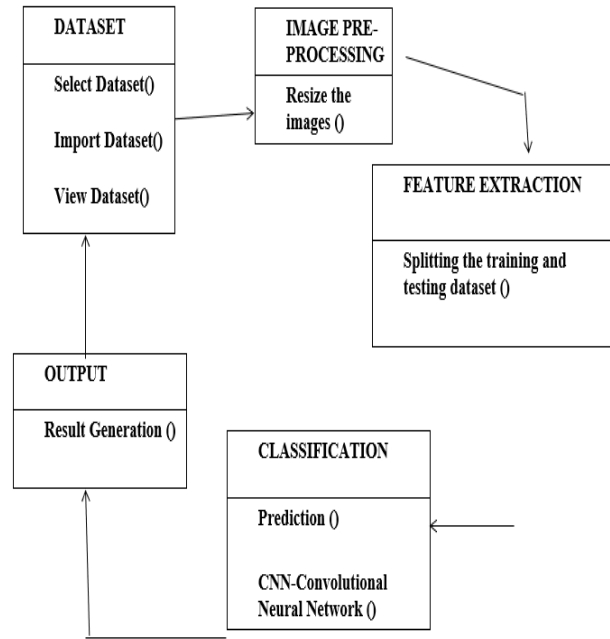 DATASET
Select Dataset()
Import Dataset()
View Dataset()
IMAGE PRE-
PROCESSING
Resize the
images ()
FEATURE EXTRACTION
Splitting the training and
testing dataset ()
OUTPUT
Result Generation ()
CLASSIFICATION
Prediction ()
CNN-Convolutional
Neural Network ()